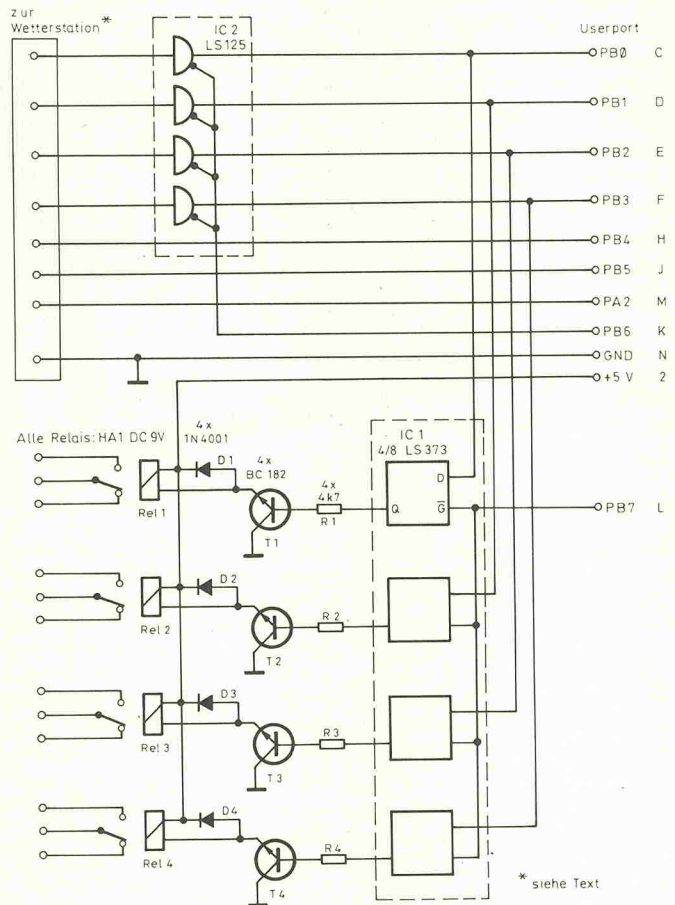 zur
Wetterstation *
IC 2
LS125
Userport
PBØ C
PB1 D
PB2 E
PB3 F
PB4 H
PB5 J
PA2 M
PB6 K
GND N
+5 V 2
Alle Relais: HA1 DC 9V
4x
1N4001
4x
BC 182
4x
4k7
IC 1
4/8 LS 373
D1
Rel 1
T1
R1
D
Q
G̅
PB7 L
D2
Rel 2
T2
R2
D3
Rel 3
T3
R3
D4
Rel 4
T4
R4
* siehe Text